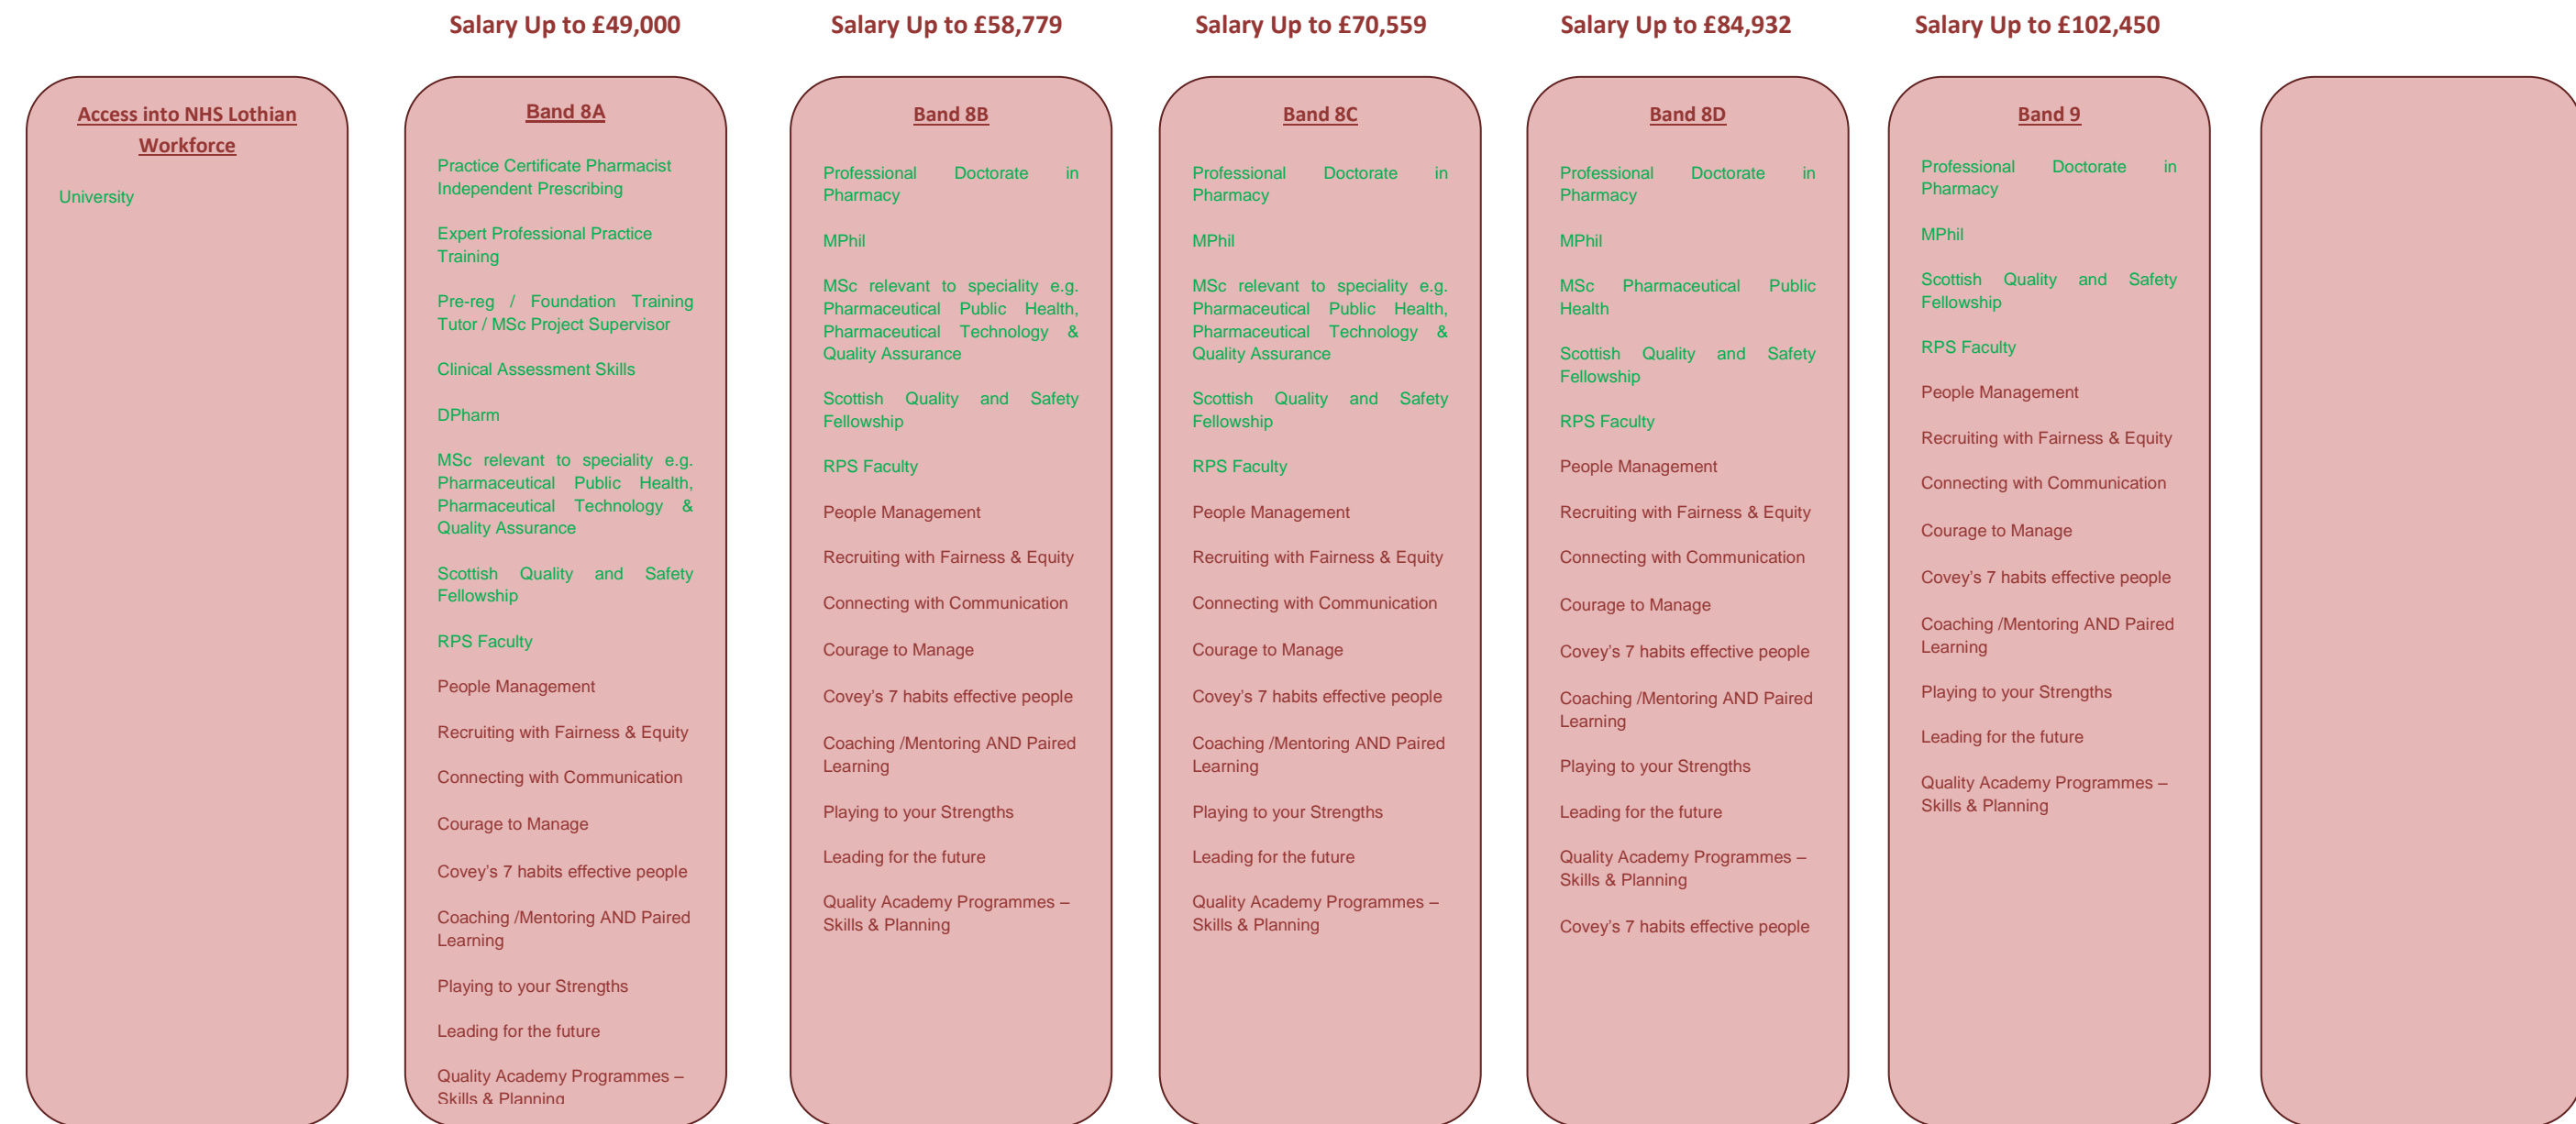 Salary Up to £49,000
Salary Up to £58,779
Salary Up to £70,559
Salary Up to £84,932
Salary Up to £102,450
Access into NHS Lothian
Workforce
University
Band 8A
Practice Certificate Pharmacist
Independent Prescribing
Expert Professional Practice
Training
Pre-reg / Foundation Training
Tutor / MSc Project Supervisor
Clinical Assessment Skills
DPharm
MSc relevant to speciality e.g.
Pharmaceutical Public Health,
Pharmaceutical Technology &
Quality Assurance
Scottish Quality and Safety
Fellowship
RPS Faculty
People Management
Recruiting with Fairness & Equity
Connecting with Communication
Courage to Manage
Covey's 7 habits effective people
Coaching /Mentoring AND Paired
Learning
Playing to your Strengths
Leading for the future
Quality Academy Programmes –
Skills & Planning
Band 8B
Professional Doctorate in
Pharmacy
MPhil
MSc relevant to speciality e.g.
Pharmaceutical Public Health,
Pharmaceutical Technology &
Quality Assurance
Scottish Quality and Safety
Fellowship
RPS Faculty
People Management
Recruiting with Fairness & Equity
Connecting with Communication
Courage to Manage
Covey's 7 habits effective people
Coaching /Mentoring AND Paired
Learning
Playing to your Strengths
Leading for the future
Quality Academy Programmes –
Skills & Planning
Band 8C
Professional Doctorate in
Pharmacy
MPhil
MSc relevant to speciality e.g.
Pharmaceutical Public Health,
Pharmaceutical Technology &
Quality Assurance
Scottish Quality and Safety
Fellowship
RPS Faculty
People Management
Recruiting with Fairness & Equity
Connecting with Communication
Courage to Manage
Covey's 7 habits effective people
Coaching /Mentoring AND Paired
Learning
Playing to your Strengths
Leading for the future
Quality Academy Programmes –
Skills & Planning
Band 8D
Professional Doctorate in
Pharmacy
MPhil
MSc Pharmaceutical Public
Health
Scottish Quality and Safety
Fellowship
RPS Faculty
People Management
Recruiting with Fairness & Equity
Connecting with Communication
Courage to Manage
Covey's 7 habits effective people
Coaching /Mentoring AND Paired
Learning
Playing to your Strengths
Leading for the future
Quality Academy Programmes –
Skills & Planning
Covey's 7 habits effective people
Band 9
Professional Doctorate in
Pharmacy
MPhil
Scottish Quality and Safety
Fellowship
RPS Faculty
People Management
Recruiting with Fairness & Equity
Connecting with Communication
Courage to Manage
Covey's 7 habits effective people
Coaching /Mentoring AND Paired
Learning
Playing to your Strengths
Leading for the future
Quality Academy Programmes –
Skills & Planning